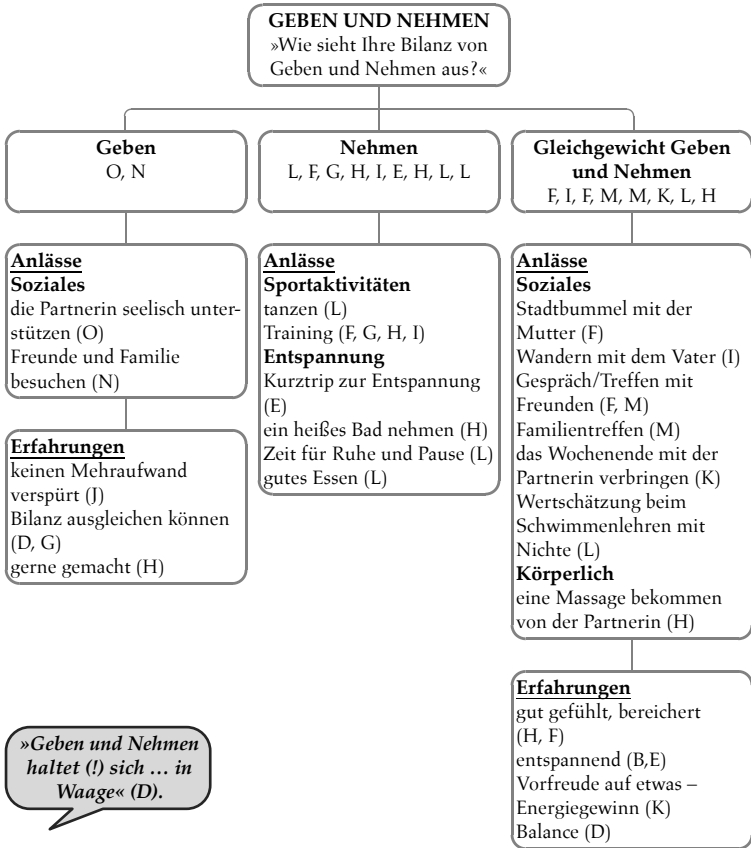 GEBEN UND NEHMEN
»Wie sieht Ihre Bilanz von
Geben und Nehmen aus?«
Geben
O, N
Anlässe
Soziales
die Partnerin seelisch unter-
stützen (O)
Freunde und Familie
besuchen (N)
Erfahrungen
keinen Mehraufwand
verspürt (J)
Bilanz ausgleichen können
(D, G)
gerne gemacht (H)
Nehmen
L, F, G, H, I, E, H, L, L
Anlässe
Sportaktivitäten
tanzen (L)
Training (F, G, H, I)
Entspannung
Kurztrip zur Entspannung
(E)
ein heißes Bad nehmen (H)
Zeit für Ruhe und Pause (L)
gutes Essen (L)
Gleichgewicht Geben
und Nehmen
F, I, F, M, M, K, L, H
Anlässe
Soziales
Stadtbummel mit der
Mutter (F)
Wandern mit dem Vater (I)
Gespräch/Treffen mit
Freunden (F, M)
Familientreffen (M)
das Wochenende mit der
Partnerin verbringen (K)
Wertschätzung beim
Schwimmenlehren mit
Nichte (L)
Körperlich
eine Massage bekommen
von der Partnerin (H)
Erfahrungen
gut gefühlt, bereichert
(H, F)
entspannend (B,E)
Vorfreude auf etwas –
Energiegewinn (K)
Balance (D)
»Geben und Nehmen
haltet (!) sich … in
Waage« (D).